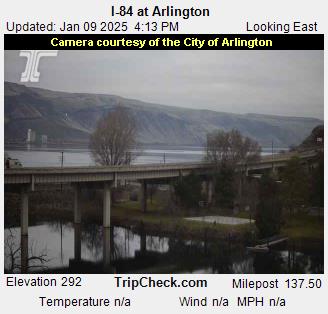 I-84 at Arlington
Updated: Jan 09 2025 4:13 PM Looking East
Camera courtesy of the City of Arlington
Elevation 292 TripCheck.com Milepost 137.50
Temperature n/a Wind n/a MPH n/a